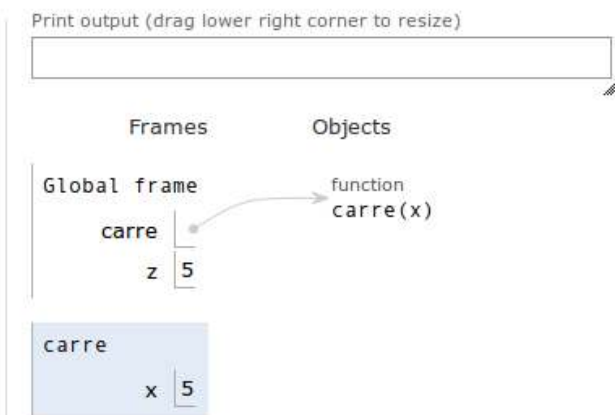 Print output (drag lower right corner to resize)
Frames Objects
Global frame
function
carre
carre(x)
z 5
carre
x 5